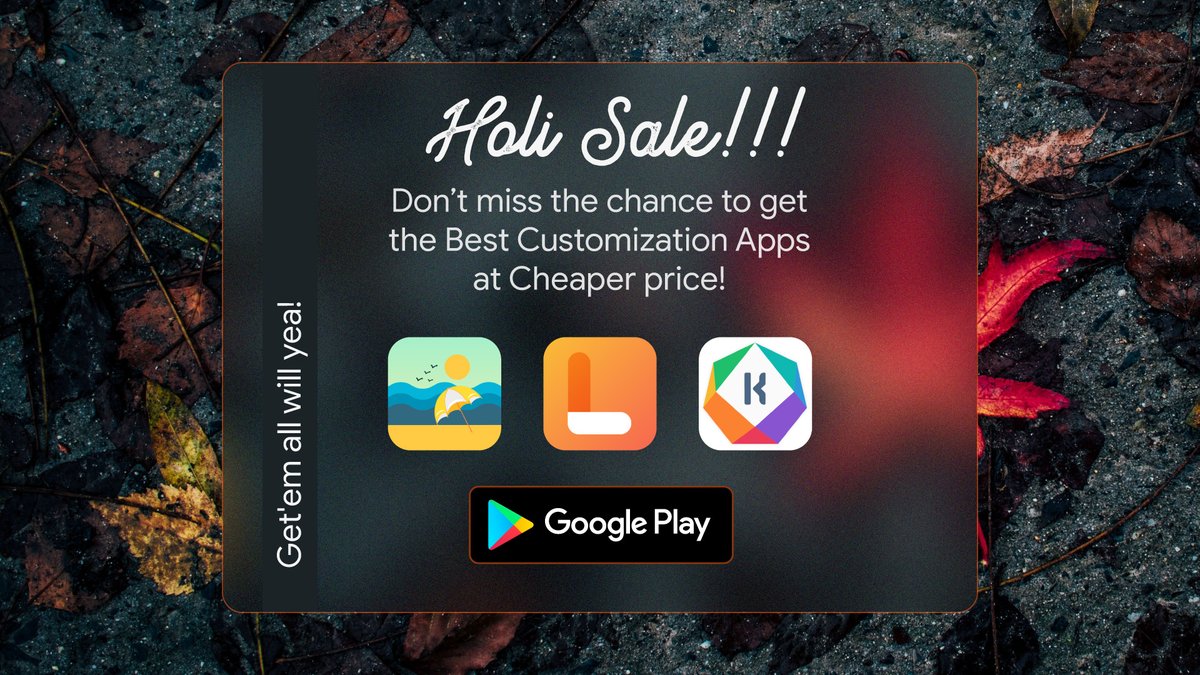 Holi Sale!!!
Don’t miss the chance to get
the Best Customization Apps
at Cheaper price!
Get'em all will yea!
K
Google Play